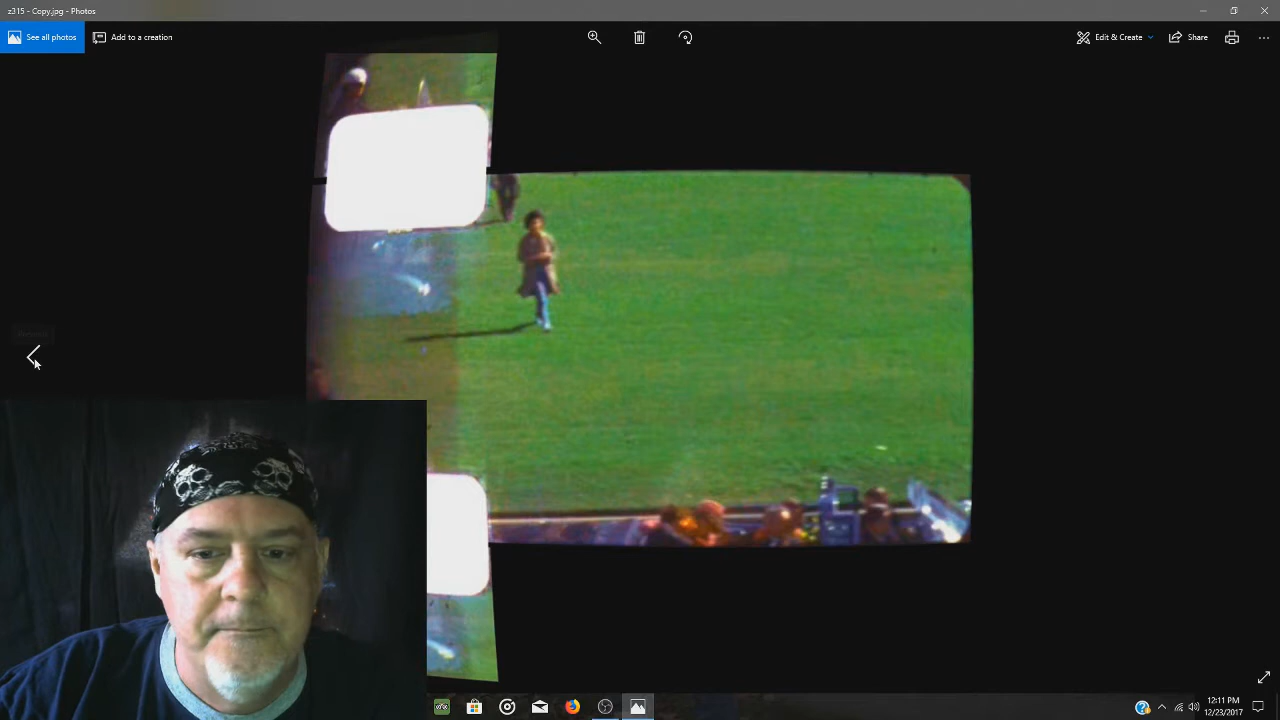 z315 - Copy.jpg - Photos
See all photos
Add to a creation
Edit & Create
Share
12:11 PM
12/23/2017